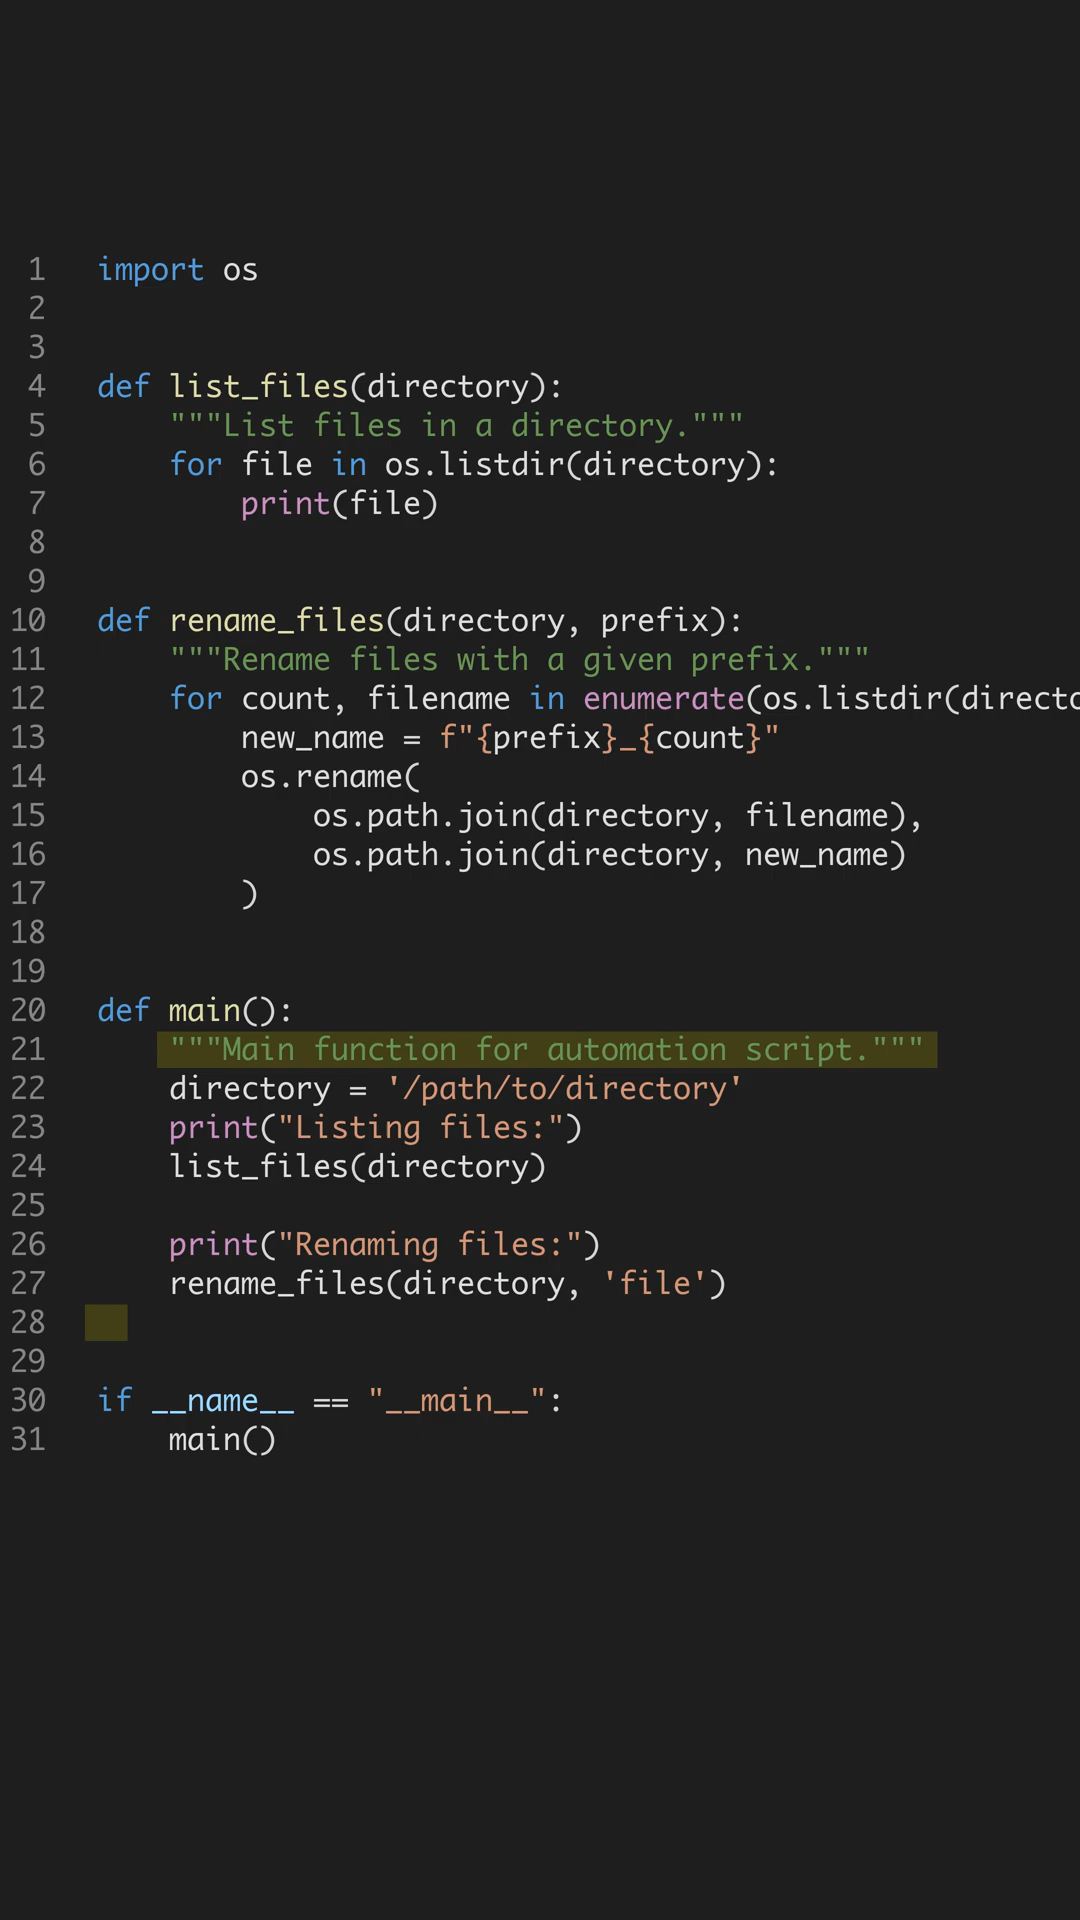 1 import os
2
3
4 def list_files(directory):
5     """List files in a directory."""
6     for file in os.listdir(directory):
7         print(file)
8
9
10 def rename_files(directory, prefix):
11     """Rename files with a given prefix."""
12     for count, filename in enumerate(os.listdir(directo
13         new_name = f"{prefix}_{count}"
14         os.rename(
15             os.path.join(directory, filename),
16             os.path.join(directory, new_name)
17         )
18
19
20 def main():
21     """Main function for automation script."""
22     directory = '/path/to/directory'
23     print("Listing files:")
24     list_files(directory)
25
26     print("Renaming files:")
27     rename_files(directory, 'file')
28
29
30 if __name__ == "__main__":
31     main()